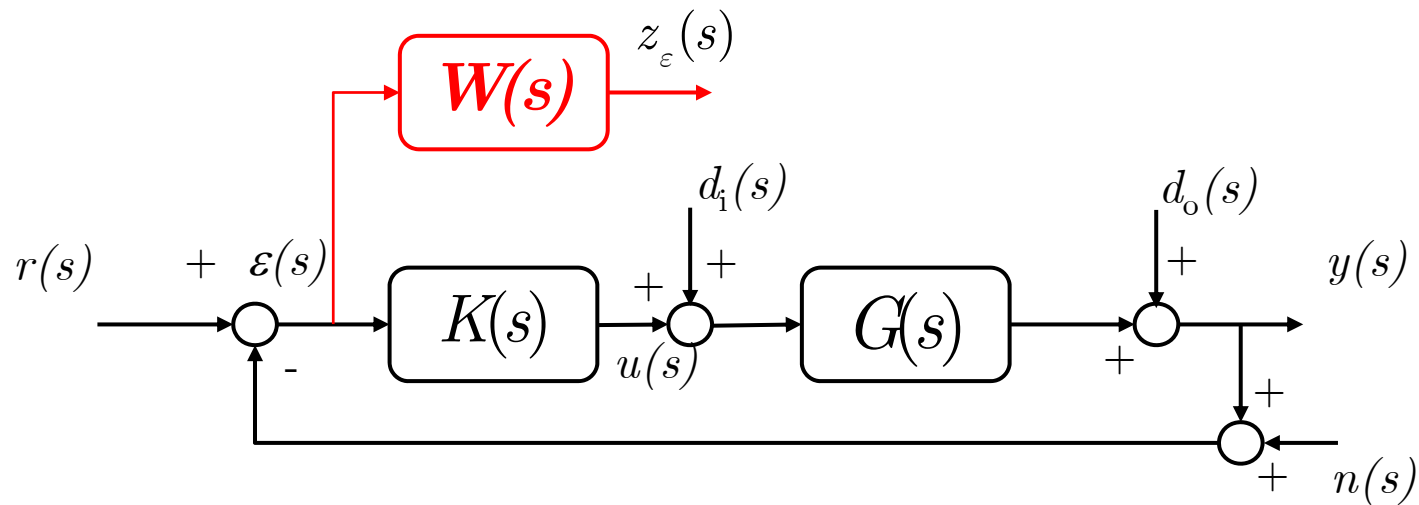 z_ε(s)
W(s)
d_i(s)
d_o(s)
r(s) + ε(s) + + + y(s)
K(s) G(s)
- u(s) + +
+ n(s)